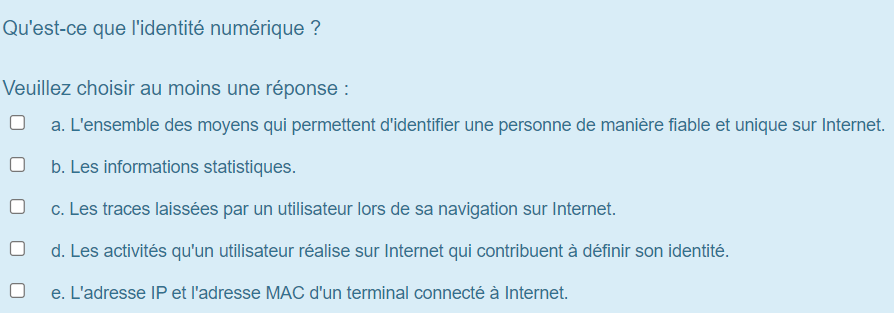 Qu'est-ce que l'identité numérique ?
Veuillez choisir au moins une réponse :
a. L'ensemble des moyens qui permettent d'identifier une personne de manière fiable et unique sur Internet.
b. Les informations statistiques.
c. Les traces laissées par un utilisateur lors de sa navigation sur Internet.
d. Les activités qu'un utilisateur réalise sur Internet qui contribuent à définir son identité.
e. L'adresse IP et l'adresse MAC d'un terminal connecté à Internet.